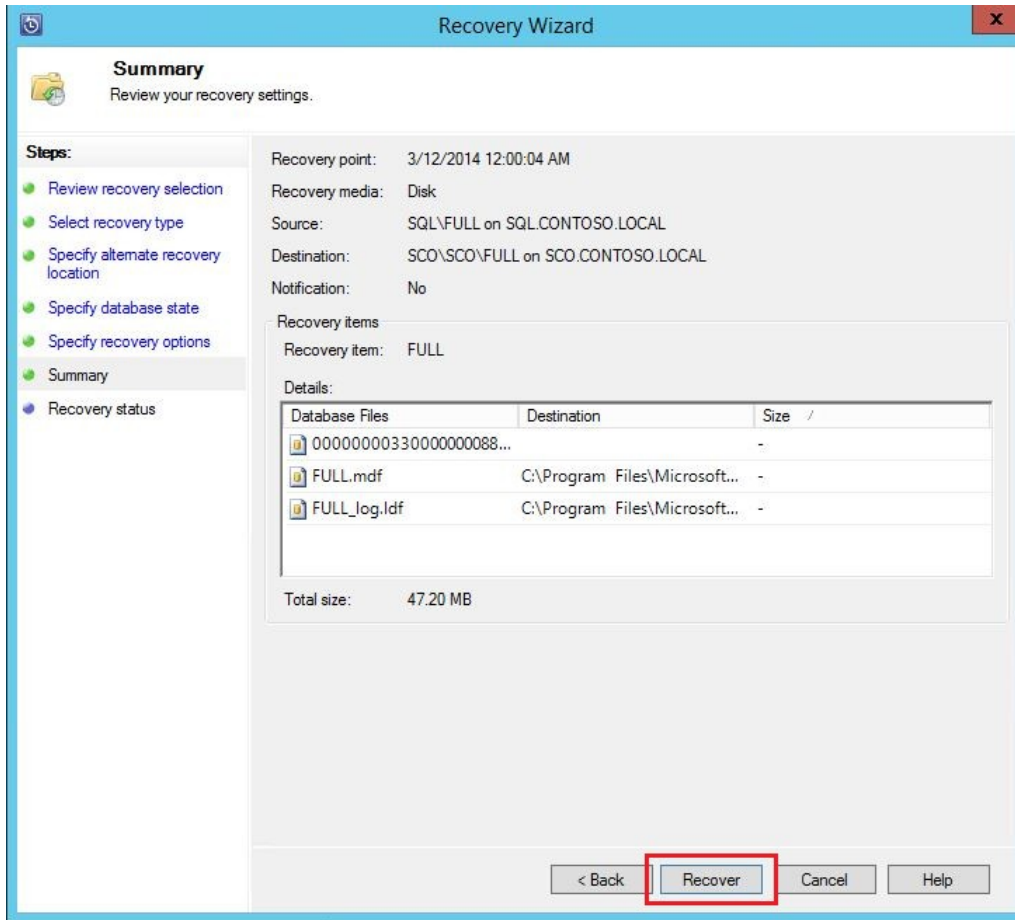 Recovery Wizard
x
Summary
Review your recovery settings.
Steps:
Review recovery selection
Select recovery type
Specify alternate recovery
location
Specify database state
Specify recovery options
Summary
Recovery status
Recovery point: 3/12/2014 12:00:04 AM
Recovery media: Disk
Source: SQL\FULL on SQL.CONTOSO.LOCAL
Destination: SCO\SCO\FULL on SCO.CONTOSO.LOCAL
Notification: No
Recovery items
Recovery item: FULL
Details:
Database Files Destination Size /
00000000330000000088... -
FULL.mdf C:\Program Files\Microsoft... -
FULL_log.ldf C:\Program Files\Microsoft... -
Total size: 47.20 MB
< Back Recover Cancel Help